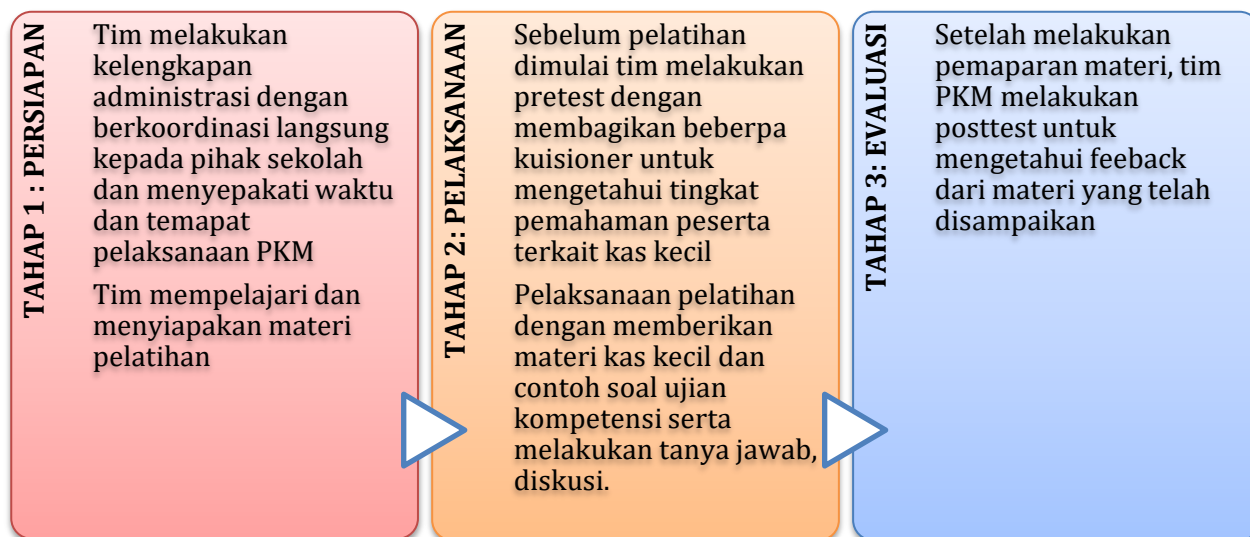 TAHAP 1 : PERSIAPAN
Tim melakukan
kelengkapan
administrasi dengan
berkoordinasi langsung
kepada pihak sekolah
dan menyepakati waktu
dan temapat
pelaksanaan PKM
Tim mempelajari dan
menyiapakan materi
pelatihan
TAHAP 2: PELAKSANAAN
Sebelum pelatihan
dimulai tim melakukan
pretest dengan
membagikan beberpa
kuisioner untuk
mengetahui tingkat
pemahaman peserta
terkait kas kecil
Pelaksanaan pelatihan
dengan memberikan
materi kas kecil dan
contoh soal ujian
kompetensi serta
melakukan tanya jawab,
diskusi.
TAHAP 3: EVALUASI
Setelah melakukan
pemaparan materi, tim
PKM melakukan
posttest untuk
mengetahui feeback
dari materi yang telah
disampaikan